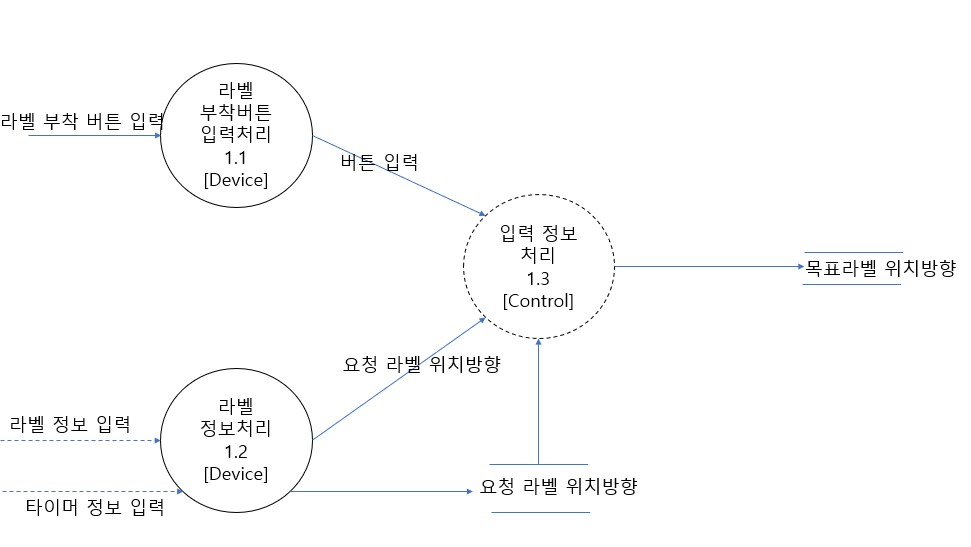 라벨 부착 버튼 입력
라벨
부착버튼
입력처리
1.1
[Device]
버튼 입력
입력 정보
처리
1.3
[Control]
목표라벨 위치방향
요청 라벨 위치방향
라벨 정보 입력
라벨
정보처리
1.2
[Device]
타이머 정보 입력
요청 라벨 위치방향